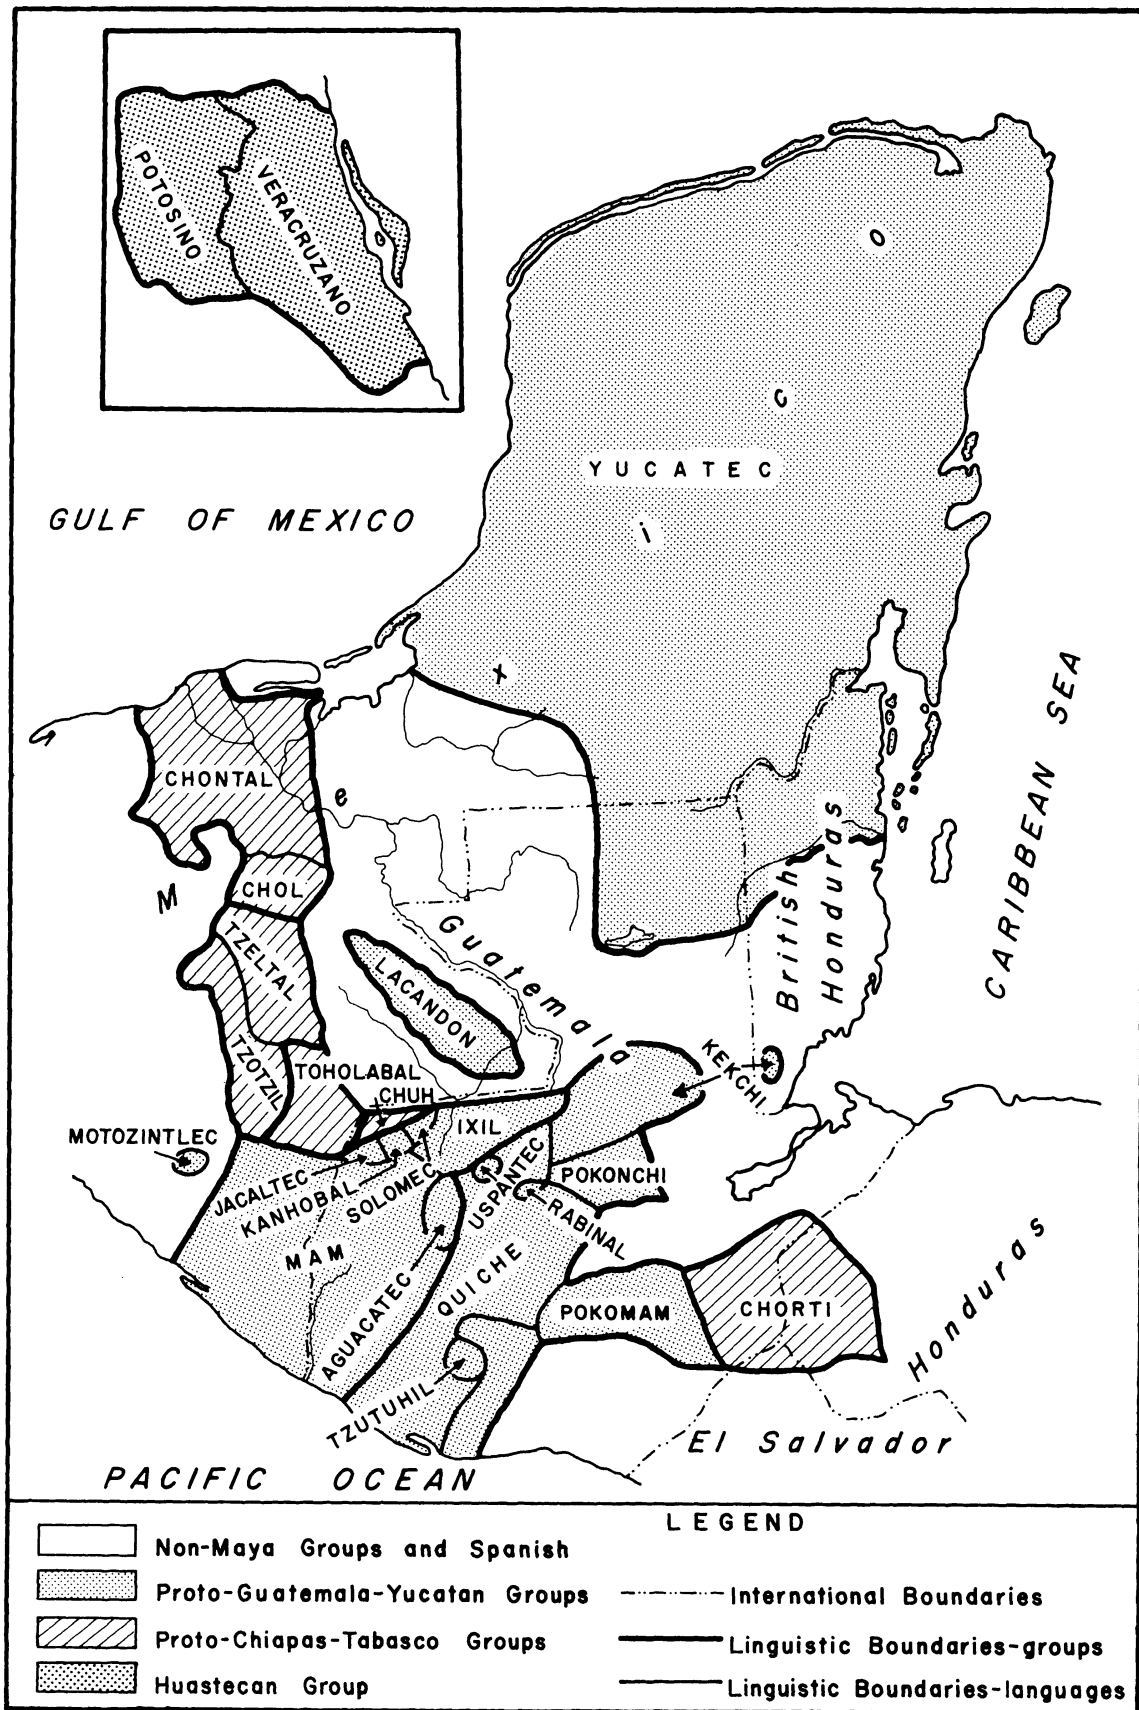 POTOSINO
VERACRUZANO
GULF OF MEXICO
YUCATEC
M e x i c o
CARIBBEAN SEA
CHONTAL
CHOL
TZELTAL
TZOTZIL
LACANDON
Guatemala
British
Honduras
TOHOLABAL
CHUH
KEKCHI
MOTOZINTLEC
IXIL
JACALTEC
KANHOBAL
SOLOMEC
USPANTEC
POKONCHI
RABINAL
MAM
AGUACATEC
QUICHE
POKOMAM
CHORTI
TZUTUHIL
Honduras
El Salvador
PACIFIC OCEAN
LEGEND
Non-Maya Groups and Spanish
Proto-Guatemala-Yucatan Groups
Proto-Chiapas-Tabasco Groups
Huastecan Group
International Boundaries
Linguistic Boundaries-groups
Linguistic Boundaries-languages